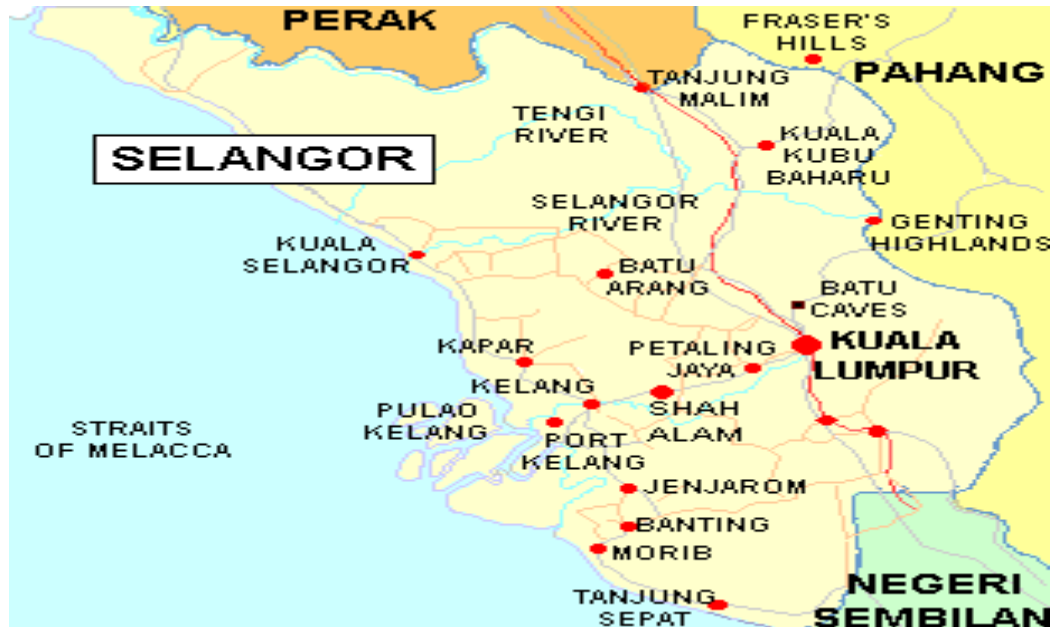 PERAK
FRASER'S
HILLS
PAHANG
TANJUNG
MALIM
TENGI
RIVER
KUALA
KUBU
BAHARU
SELANGOR
SELANGOR
RIVER
GENTING
HIGHLANDS
KUALA
SELANGOR
BATU
ARANG
BATU
CAVES
KAPAR
PETALING
JAYA
KUALA
LUMPUR
KELANG
PULAO
KELANG
SHAH
ALAM
STRAITS
OF MELACCA
PORT
KELANG
JENJAROM
BANTING
MORIB
TANJUNG
SEPAT
NEGERI
SEMBILAN